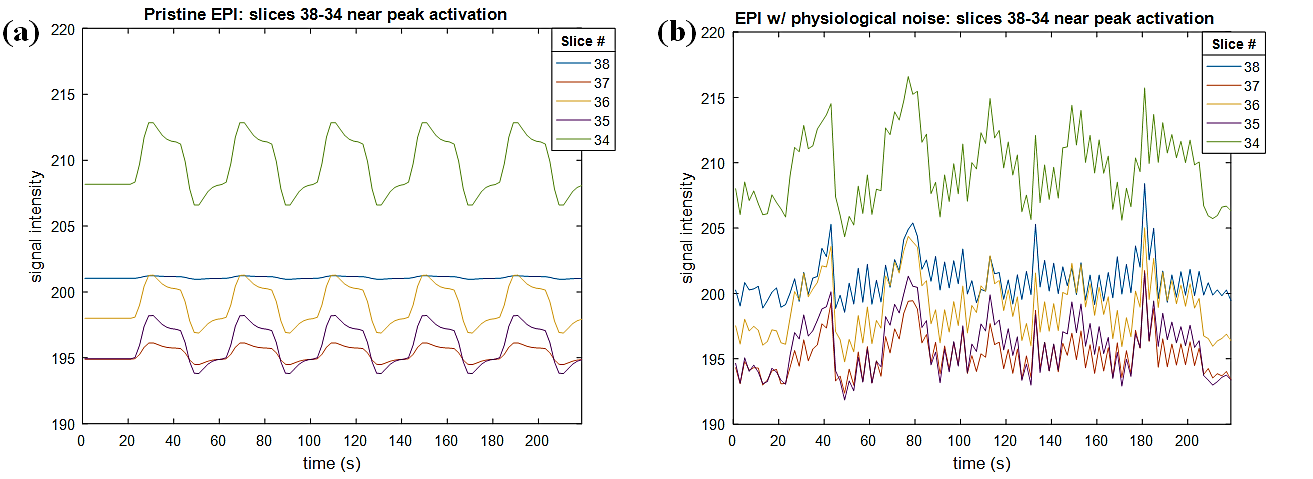 (a)
Pristine EPI: slices 38-34 near peak activation
220
215
210
205
200
195
190
signal intensity
0 20 40 60 80 100 120 140 160 180 200
time (s)
Slice #
38
37
36
35
34
(b)
EPI w/ physiological noise: slices 38-34 near peak activation
220
215
210
205
200
195
190
signal intensity
0 20 40 60 80 100 120 140 160 180 200
time (s)
Slice #
38
37
36
35
34